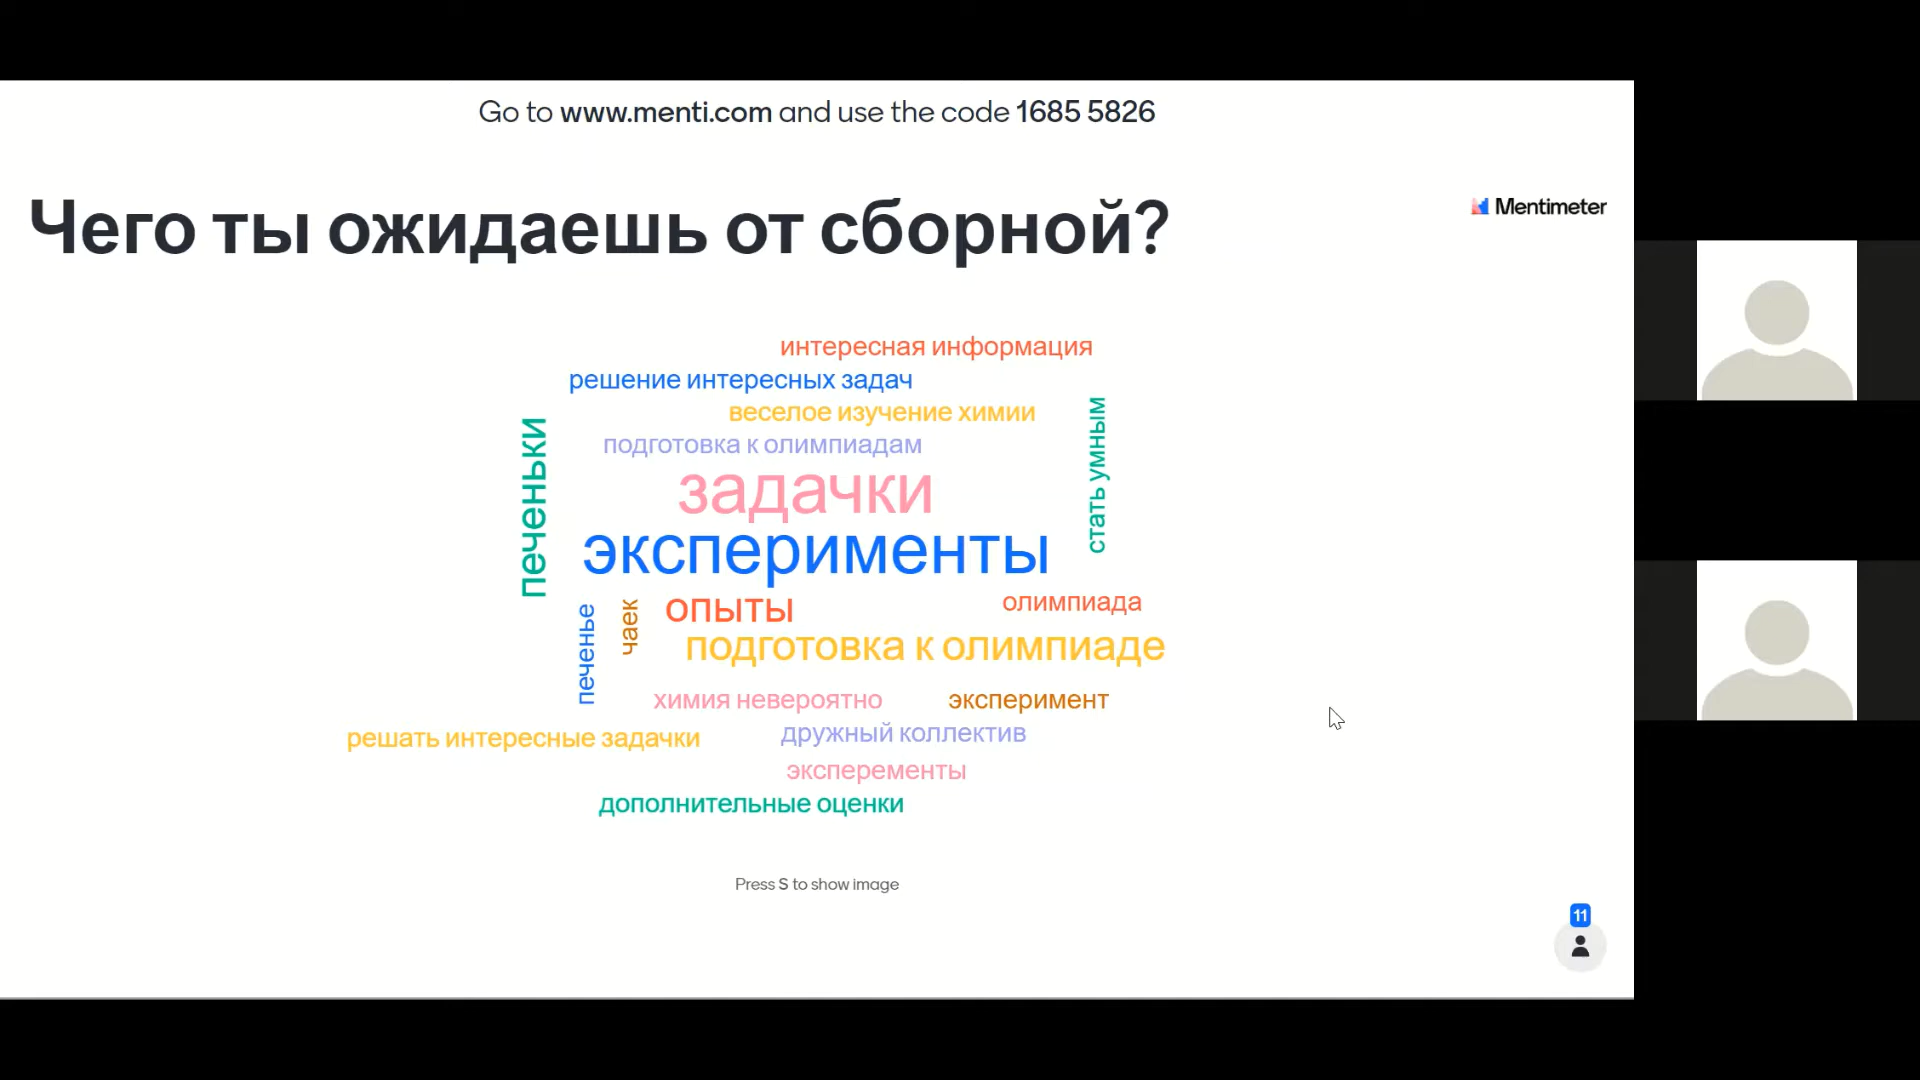 Go to www.menti.com and use the code 1685 5826
Чего ты ожидаешь от сборной?
Mentimeter
интересная информация
решение интересных задач
веселое изучение химии
подготовка к олимпиадам
печеньки
стать умным
задачки
эксперименты
печенье
чаек
опыты
олимпиада
подготовка к олимпиаде
химия невероятно
эксперимент
решать интересные задачки
дружный коллектив
эксперементы
дополнительные оценки
Press S to show image
11